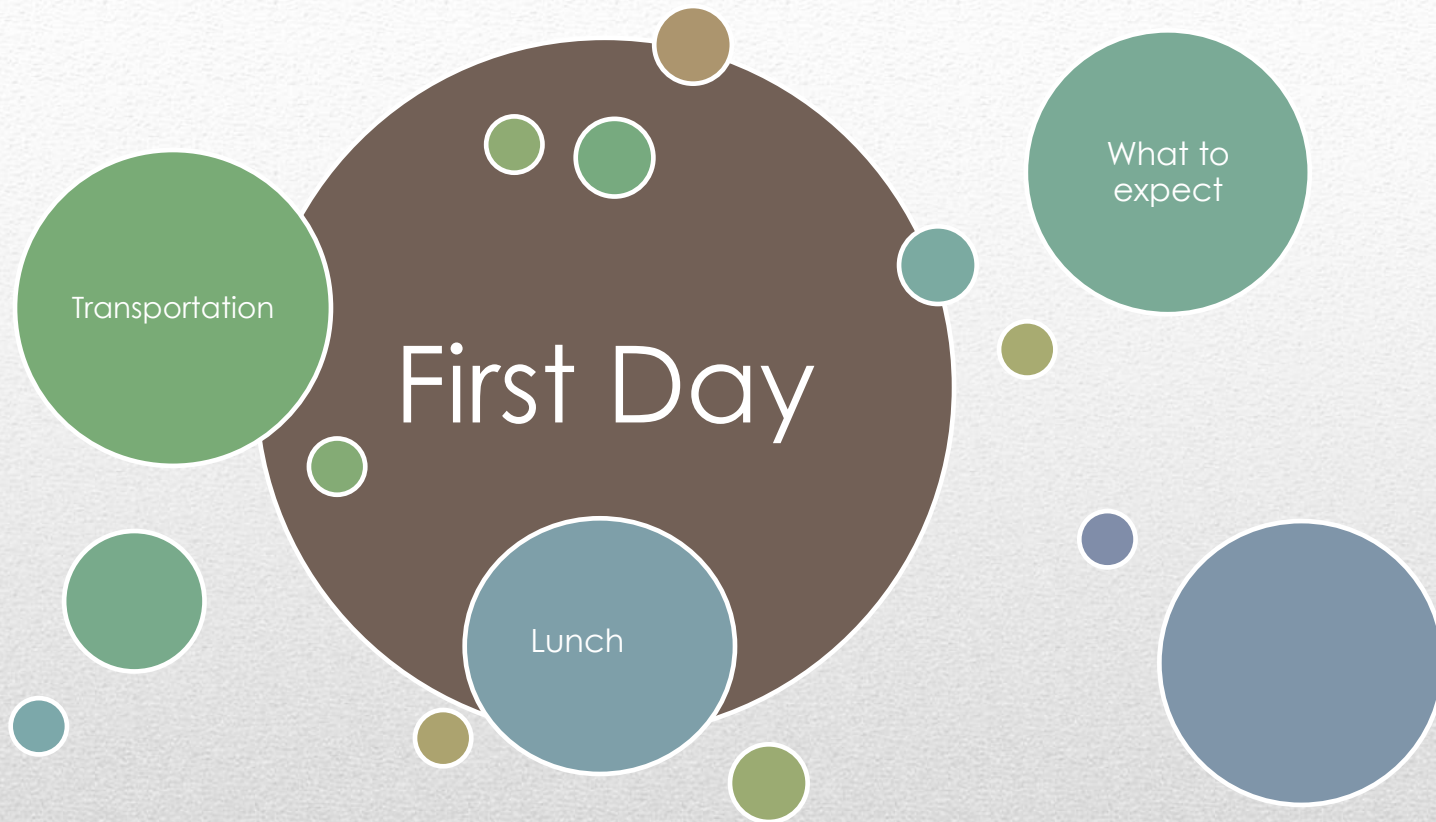 First Day
Transportation
What to
expect
Lunch